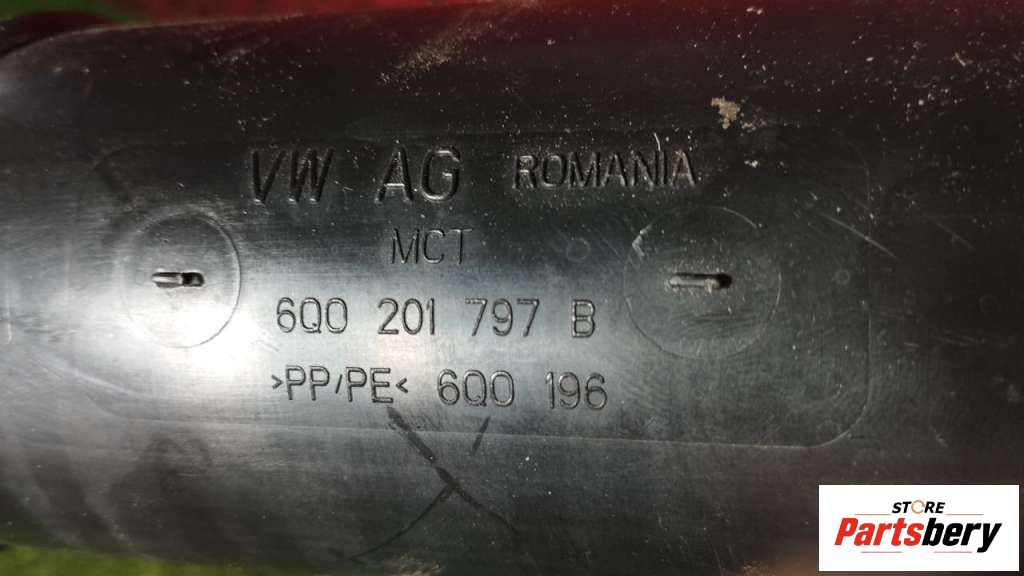 VW AG ROMANIA
MCT
6Q0 201 797 B
>PP/PE< 6Q0 196
STORE
Partsbery